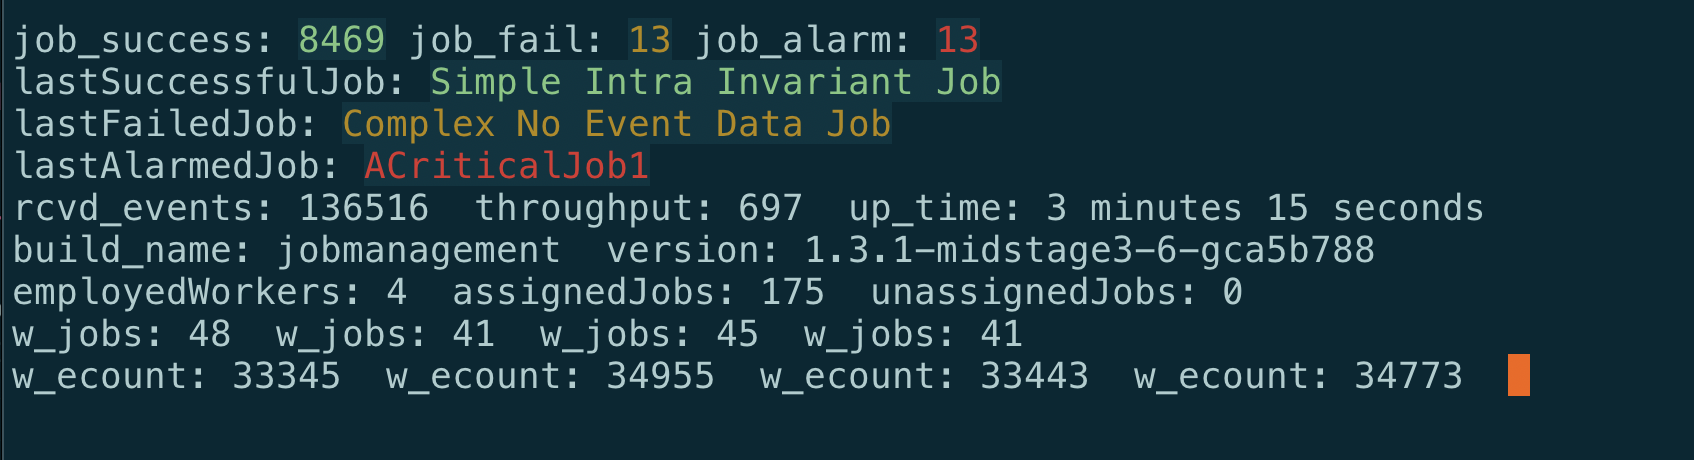 job_success: 8469 job_fail: 13 job_alarm: 13
lastSuccessfulJob: Simple Intra Invariant Job
lastFailedJob: Complex No Event Data Job
lastAlarmedJob: ACriticalJob1
rcvd_events: 136516  throughput: 697  up_time: 3 minutes 15 seconds
build_name: jobmanagement  version: 1.3.1-midstage3-6-gca5b788
employedWorkers: 4  assignedJobs: 175  unassignedJobs: 0
w_jobs: 48  w_jobs: 41  w_jobs: 45  w_jobs: 41
w_ecount: 33345  w_ecount: 34955  w_ecount: 33443  w_ecount: 34773